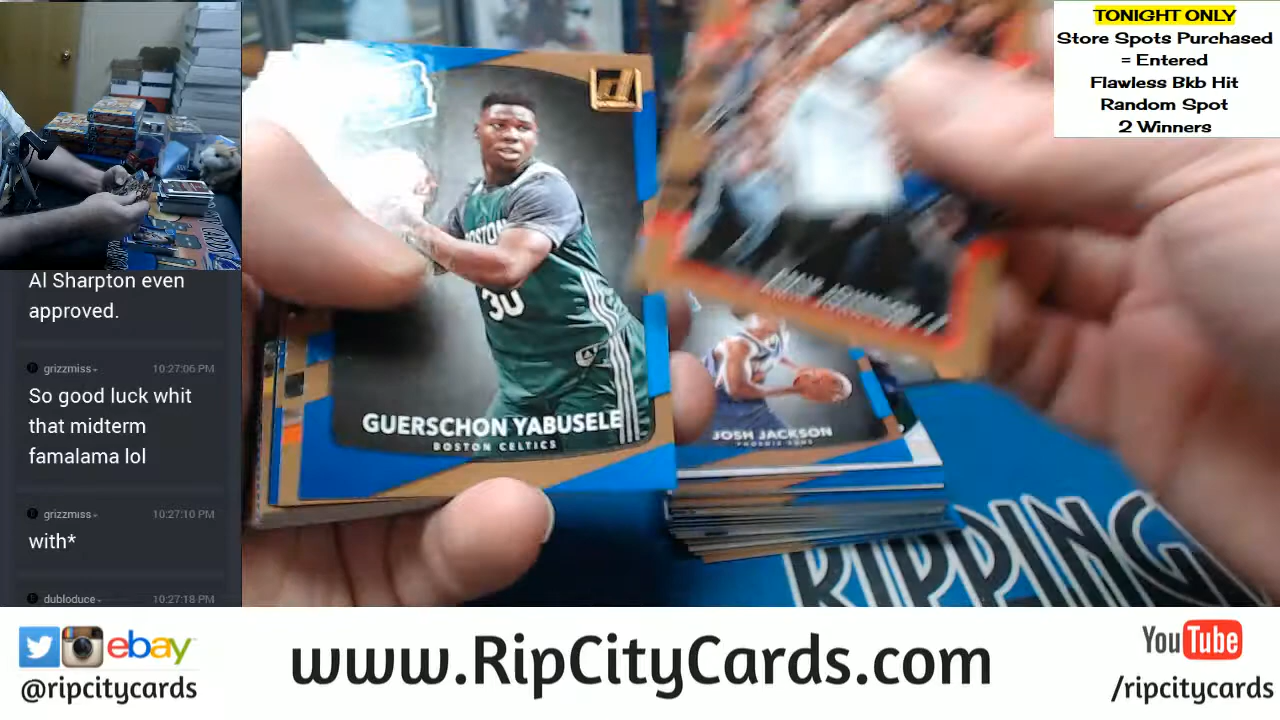 TONIGHT ONLY
Store Spots Purchased
= Entered
Flawless Bkb Hit
Random Spot
2 Winners
Al Sharpton even
approved.
grizzmiss
10:27:06 PM
So good luck whit
that midterm
famalama lol
grizzmiss
10:27:10 PM
with*
dubloduce
10:27:18 PM
BOSTON
30
GUERSCHON YABUSELE
BOSTON CELTICS
JOSH JACKSON
PHOENIX SUNS
RIPPING
ebay
@ripcitycards
www.RipCityCards.com
YouTube
/ripcitycards